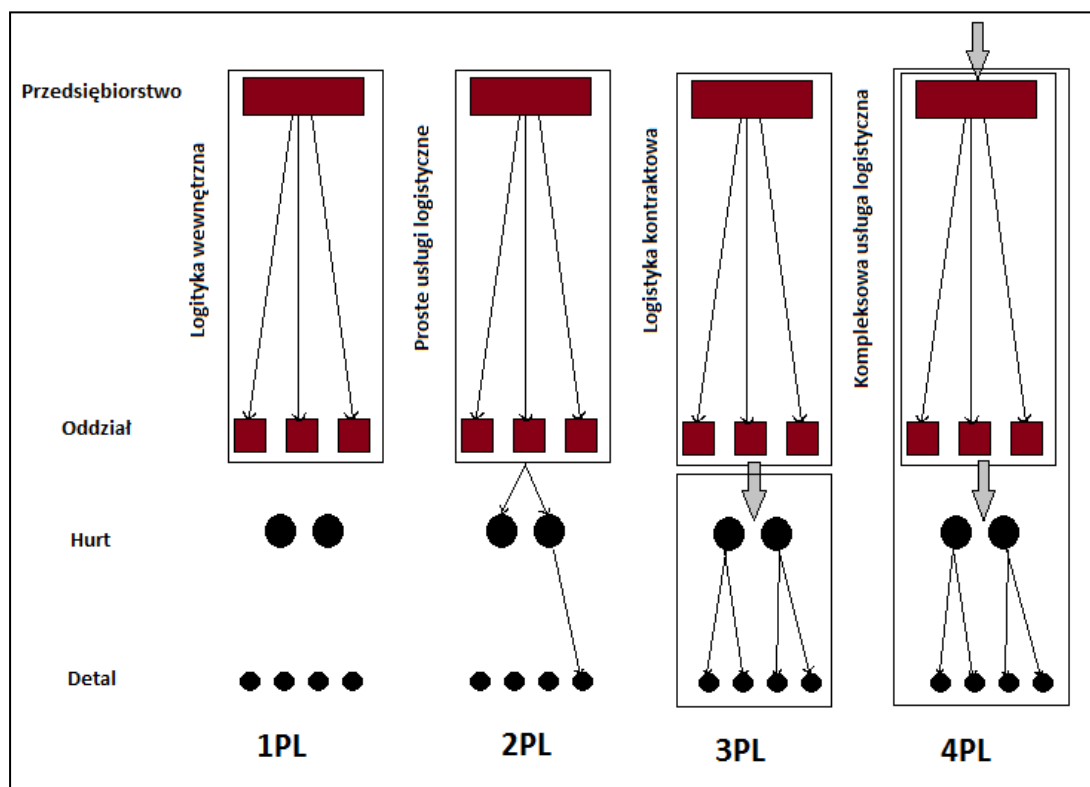 Przedsiębiorstwo
Oddział
Hurt
Detal
Logityka wewnętrzna
Proste usługi logistyczne
Logistyka kontraktowa
Kompleksowa usługa logistyczna
1PL
2PL
3PL
4PL